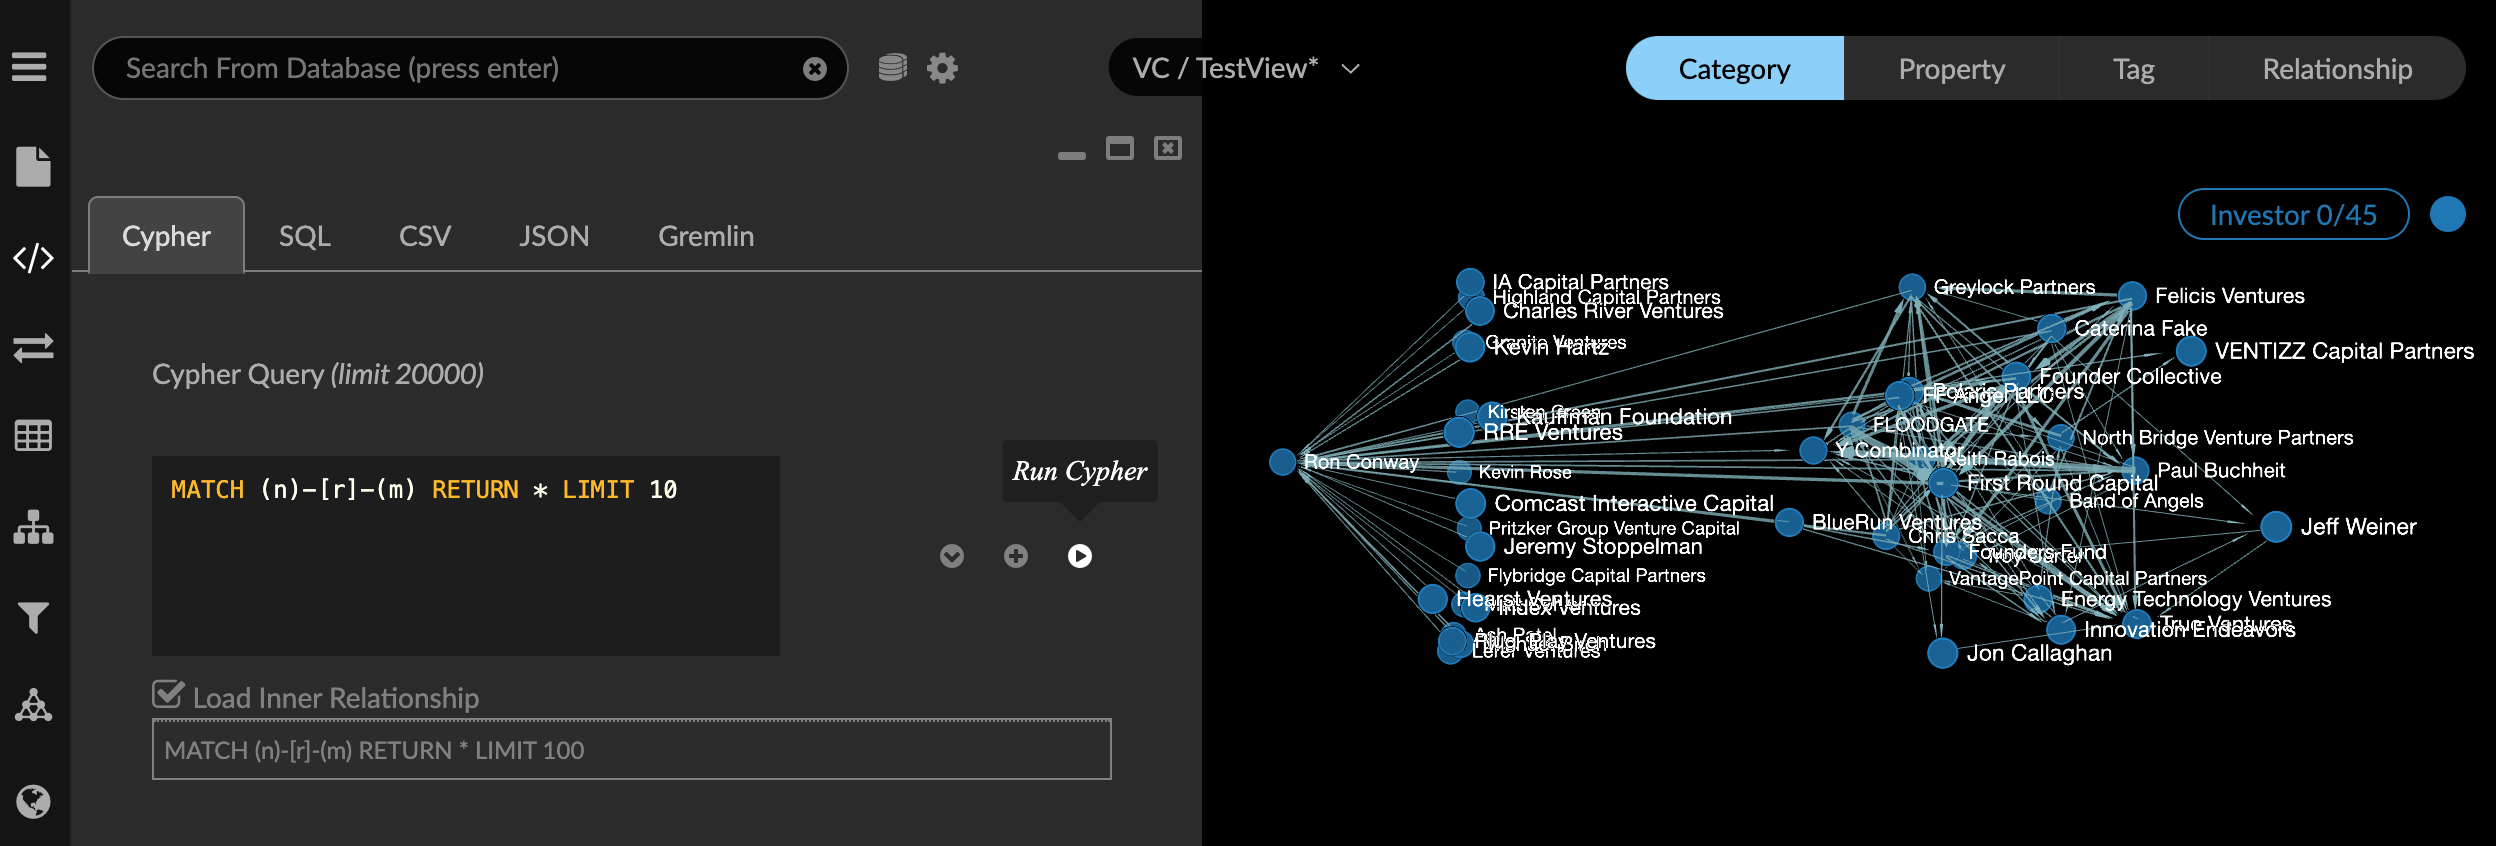 Search From Database (press enter)
VC / TestView*
Category
Property
Tag
Relationship
Cypher
SQL
CSV
JSON
Gremlin
Investor 0/45
Cypher Query (limit 20000)
MATCH (n)-[r]-(m) RETURN * LIMIT 10
Run Cypher
Load Inner Relationship
MATCH (n)-[r]-(m) RETURN * LIMIT 100
IA Capital Partners
Highland Capital Partners
Charles River Ventures
Granite Ventures
Kevin Hartz
Kirsten Green
Kauffman Foundation
RRE Ventures
Ron Conway
Kevin Rose
Comcast Interactive Capital
Pritzker Group Venture Capital
Jeremy Stoppelman
Flybridge Capital Partners
Hearst Ventures
Index Ventures
Ash Patel
Lerer Ventures
Greylock Partners
Felicis Ventures
Caterina Fake
VENTIZZ Capital Partners
Founder Collective
Polaris Partners
FF Angel LLC
FLOODGATE
North Bridge Venture Partners
Y Combinator
Keith Rabois
Paul Buchheit
First Round Capital
Band of Angels
BlueRun Ventures
Jeff Weiner
Chris Sacca
Founders Fund
Troy Carter
VantagePoint Capital Partners
Energy Technology Ventures
True Ventures
Innovation Endeavors
Jon Callaghan